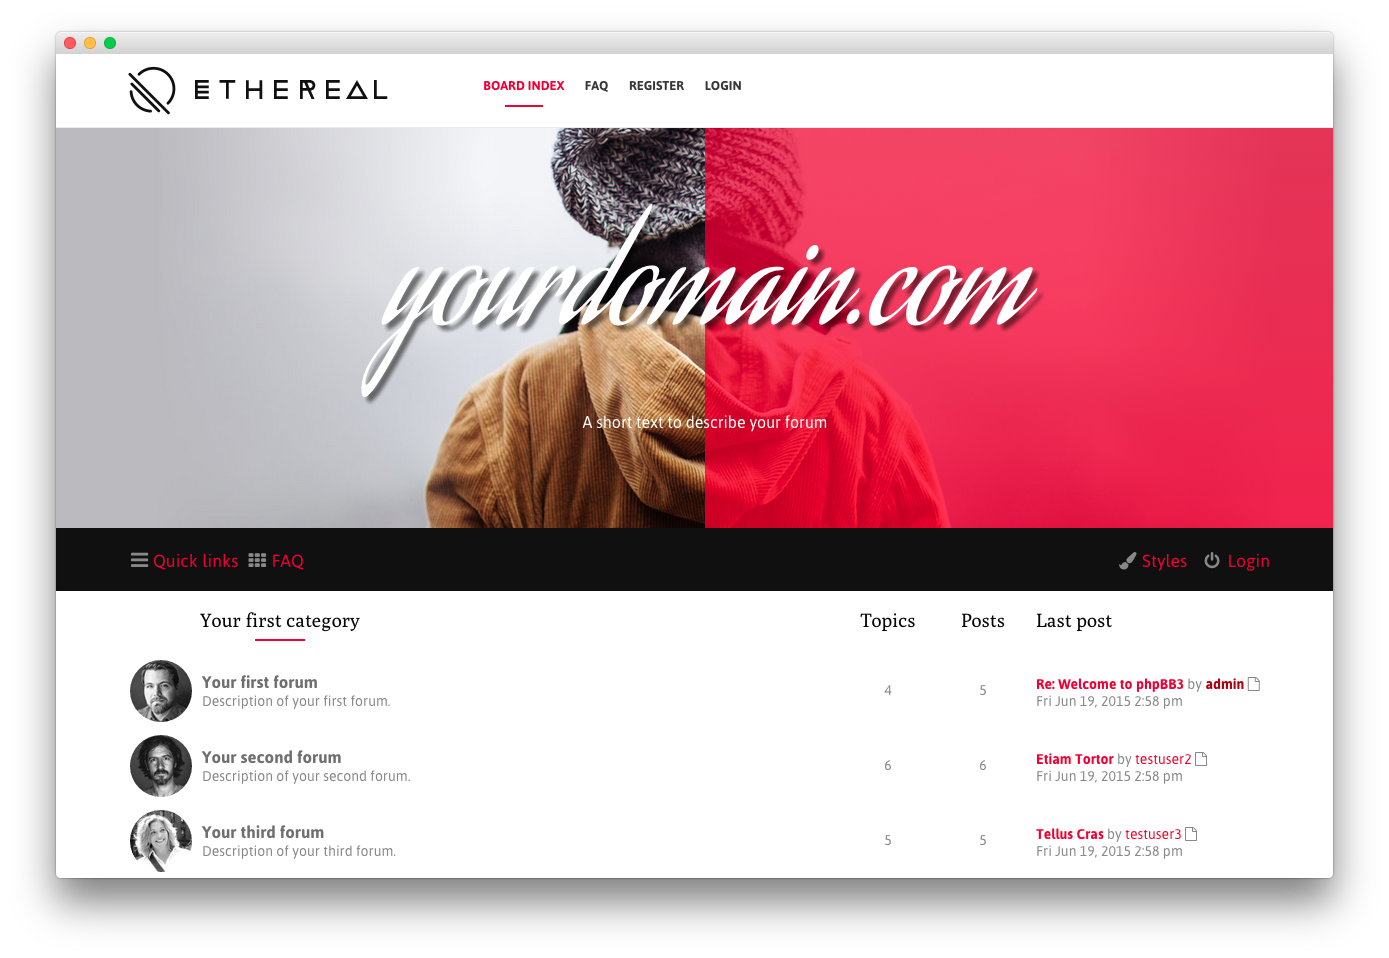 ETHEREAL
BOARD INDEX FAQ REGISTER LOGIN
yourdomain.com
A short text to describe your forum
Quick links FAQ Styles Login
Your first category Topics Posts Last post
Your first forum 4 5 Re: Welcome to phpBB3 by admin
Description of your first forum. Fri Jun 19, 2015 2:58 pm
Your second forum 6 6 Etiam Tortor by testuser2
Description of your second forum. Fri Jun 19, 2015 2:58 pm
Your third forum 5 5 Tellus Cras by testuser3
Description of your third forum. Fri Jun 19, 2015 2:58 pm